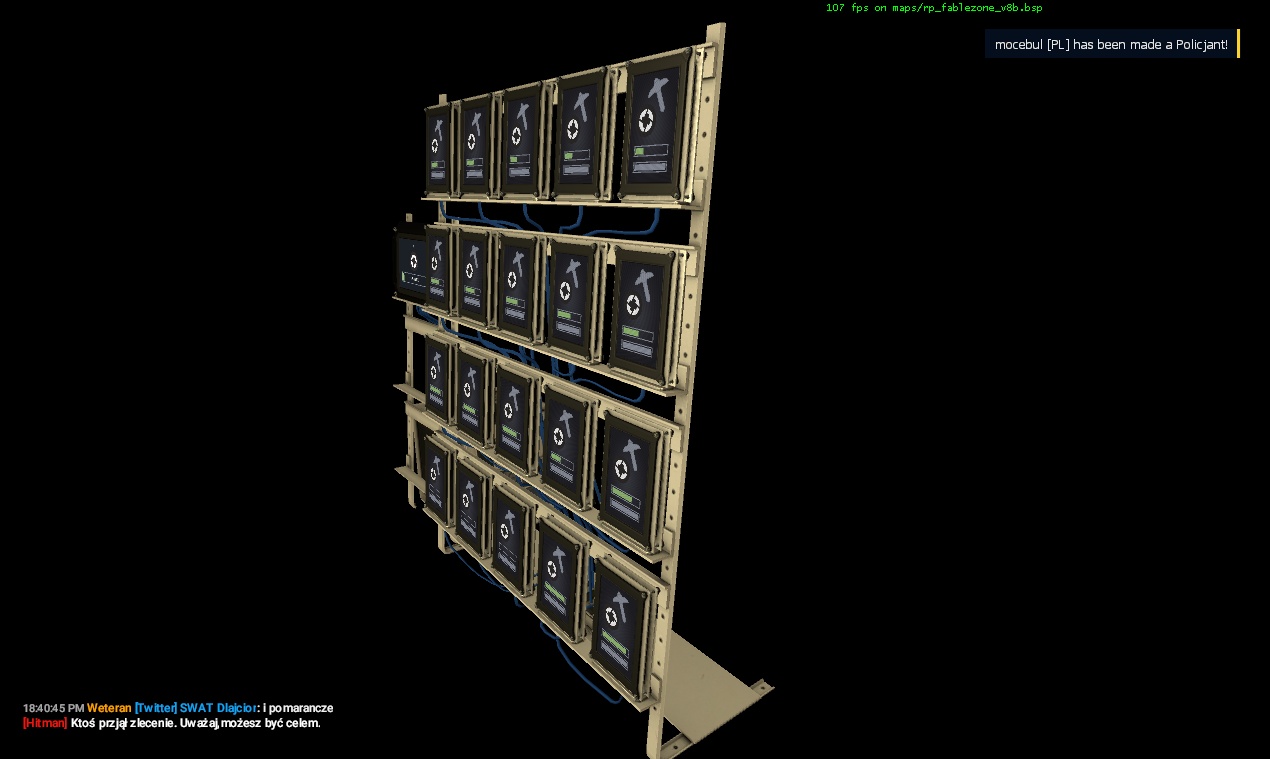 107 fps on maps/rp_fablezone_v8b.bsp
mocebul [PL] has been made a Policjant!
18:40:45 PM Weteran [Twitter] SWAT Dlajcior: i pomarancze
[Hitman] Ktoś przjął zlecenie. Uważaj,możesz być celem.